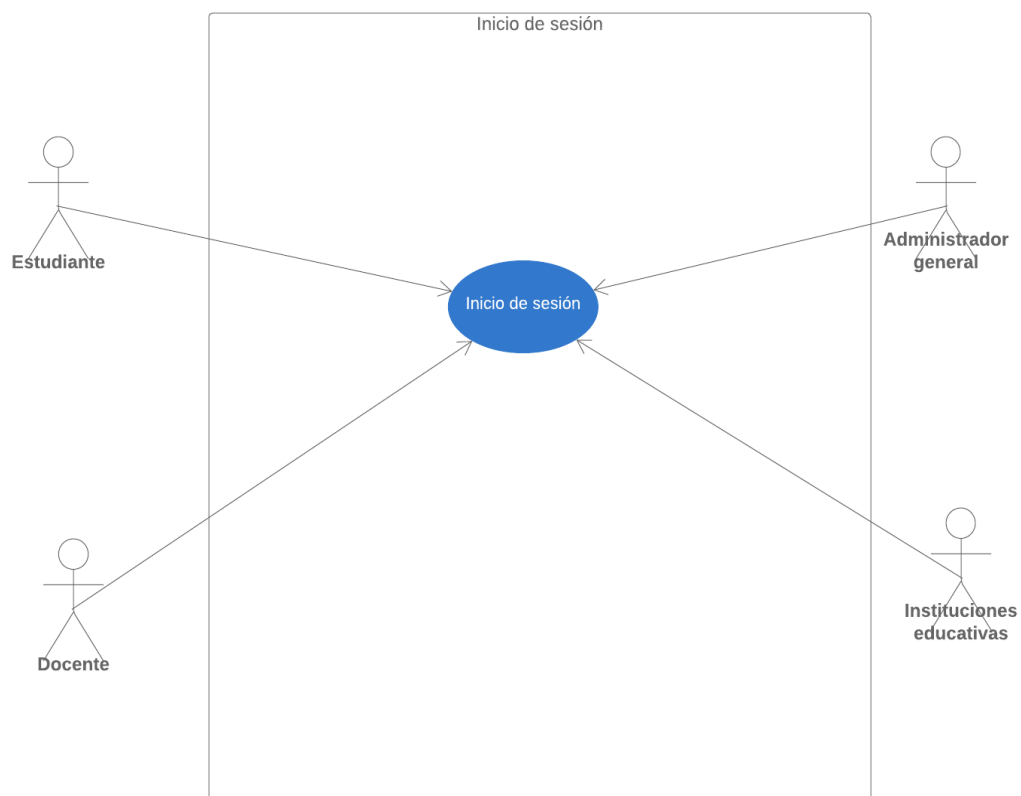 Inicio de sesión
Estudiante
Administrador
general
Inicio de sesión
Docente
Instituciones
educativas